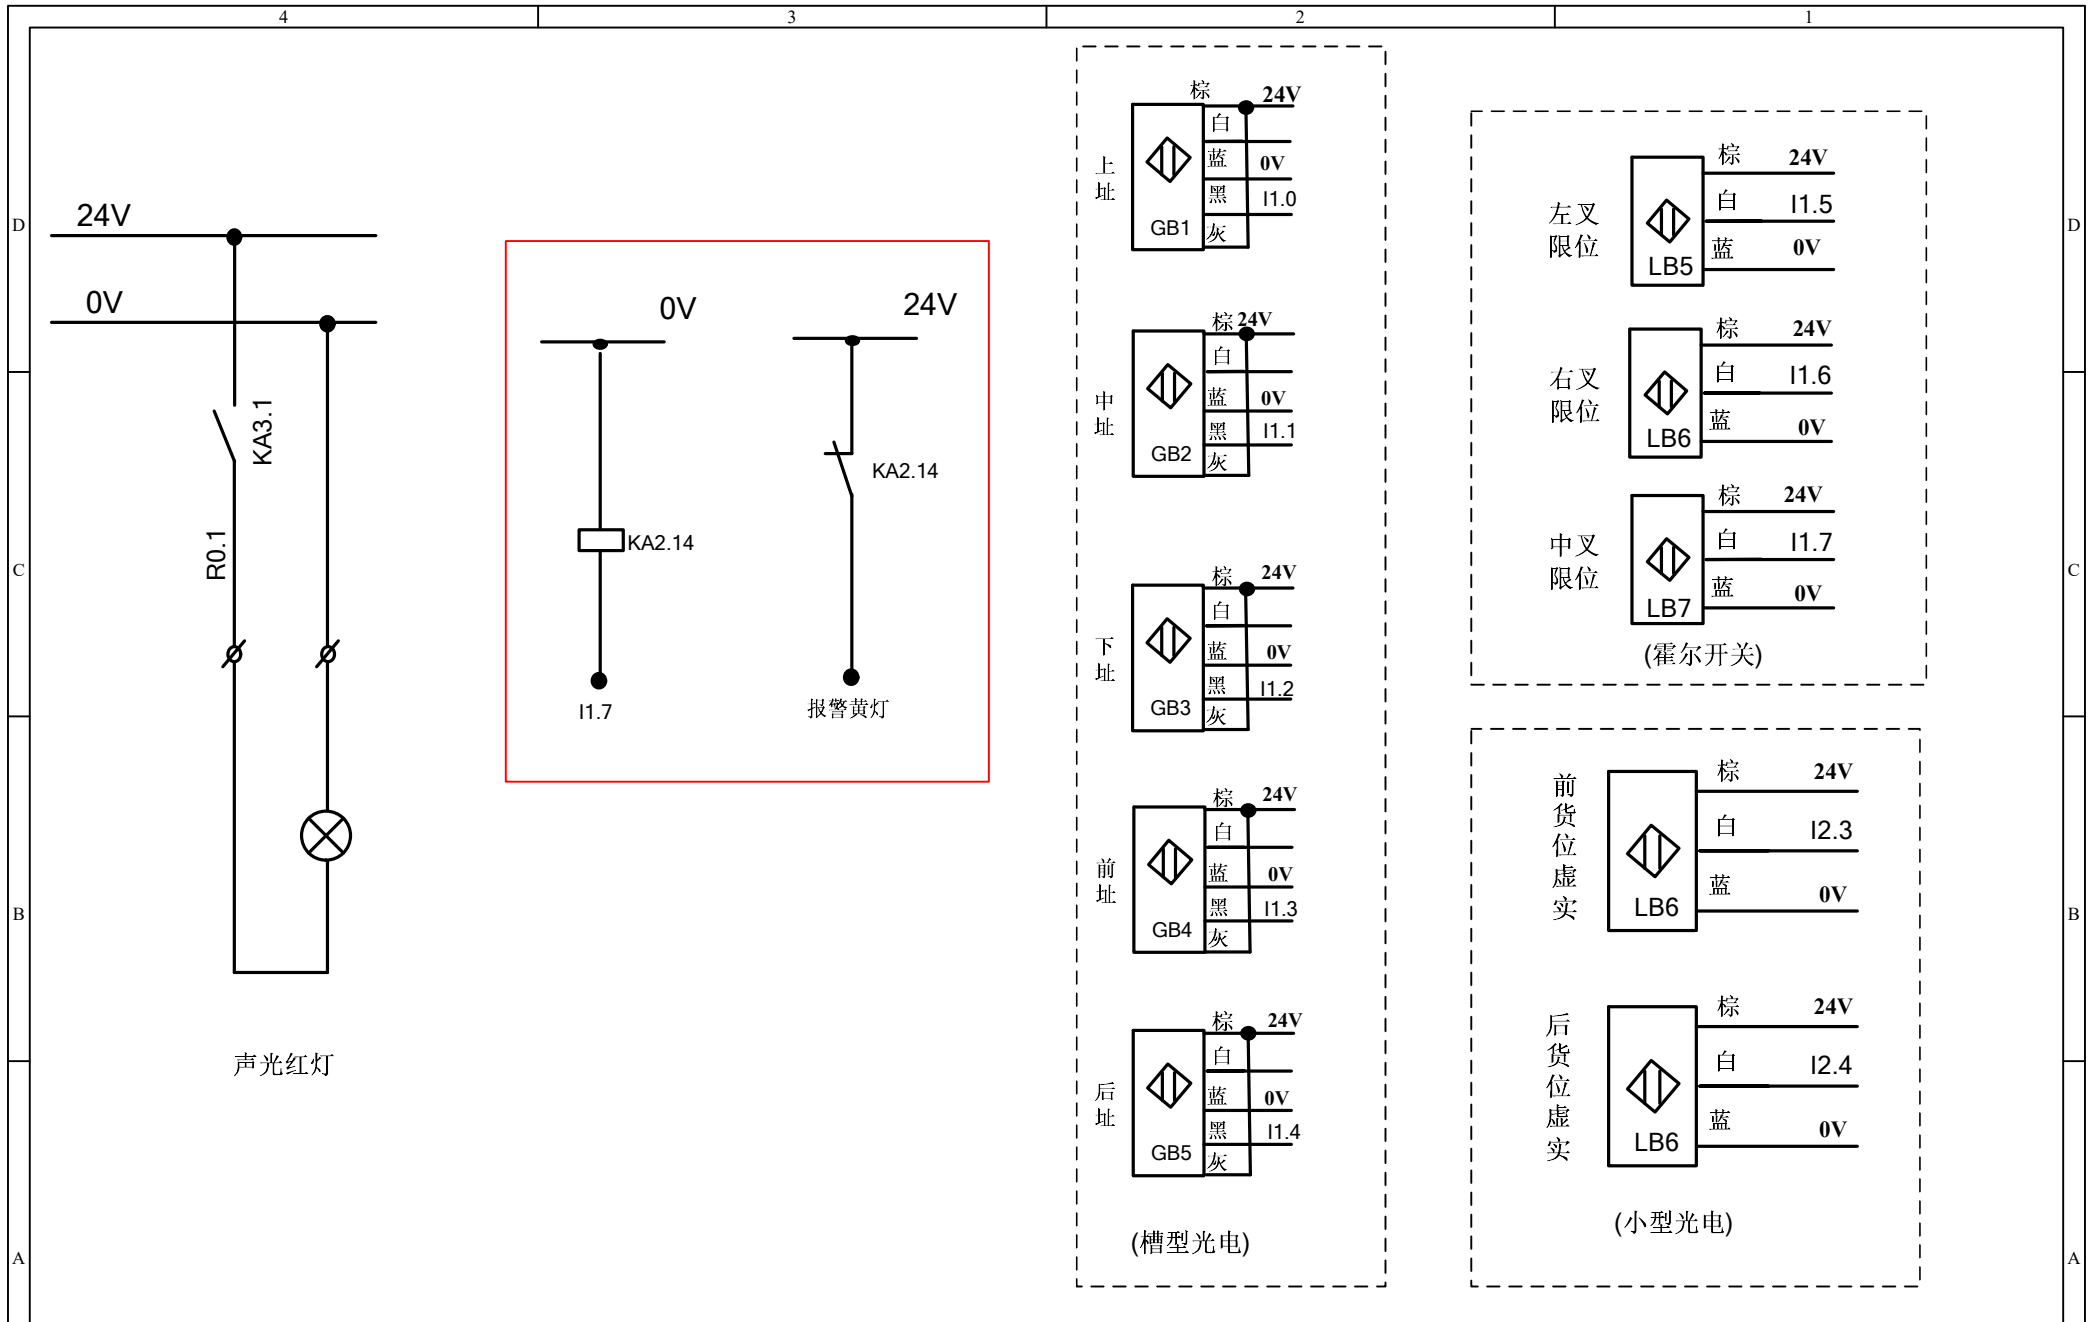 4
3
2
1
D
C
B
A
D
C
B
A
24V
0V
KA3.1
R0.1
声光红灯
0V
24V
KA2.14
KA2.14
I1.7
报警黄灯
上址
棕
24V
白
蓝
0V
黑
I1.0
灰
GB1
中址
棕
24V
白
蓝
0V
黑
I1.1
灰
GB2
下址
棕
24V
白
蓝
0V
黑
I1.2
灰
GB3
前址
棕
24V
白
蓝
0V
黑
I1.3
灰
GB4
后址
棕
24V
白
蓝
0V
黑
I1.4
灰
GB5
(槽型光电)
左叉
限位
棕
24V
白
I1.5
蓝
0V
LB5
右叉
限位
棕
24V
白
I1.6
蓝
0V
LB6
中叉
限位
棕
24V
白
I1.7
蓝
0V
LB7
(霍尔开关)
前货位虚实
棕
24V
白
I2.3
蓝
0V
LB6
后货位虚实
棕
24V
白
I2.4
蓝
0V
LB6
(小型光电)